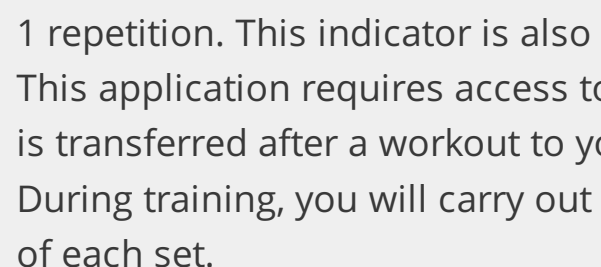 1 repetition. This indicator is also
This application requires access to
is transferred after a workout to
During training, you will carry out
of each set.